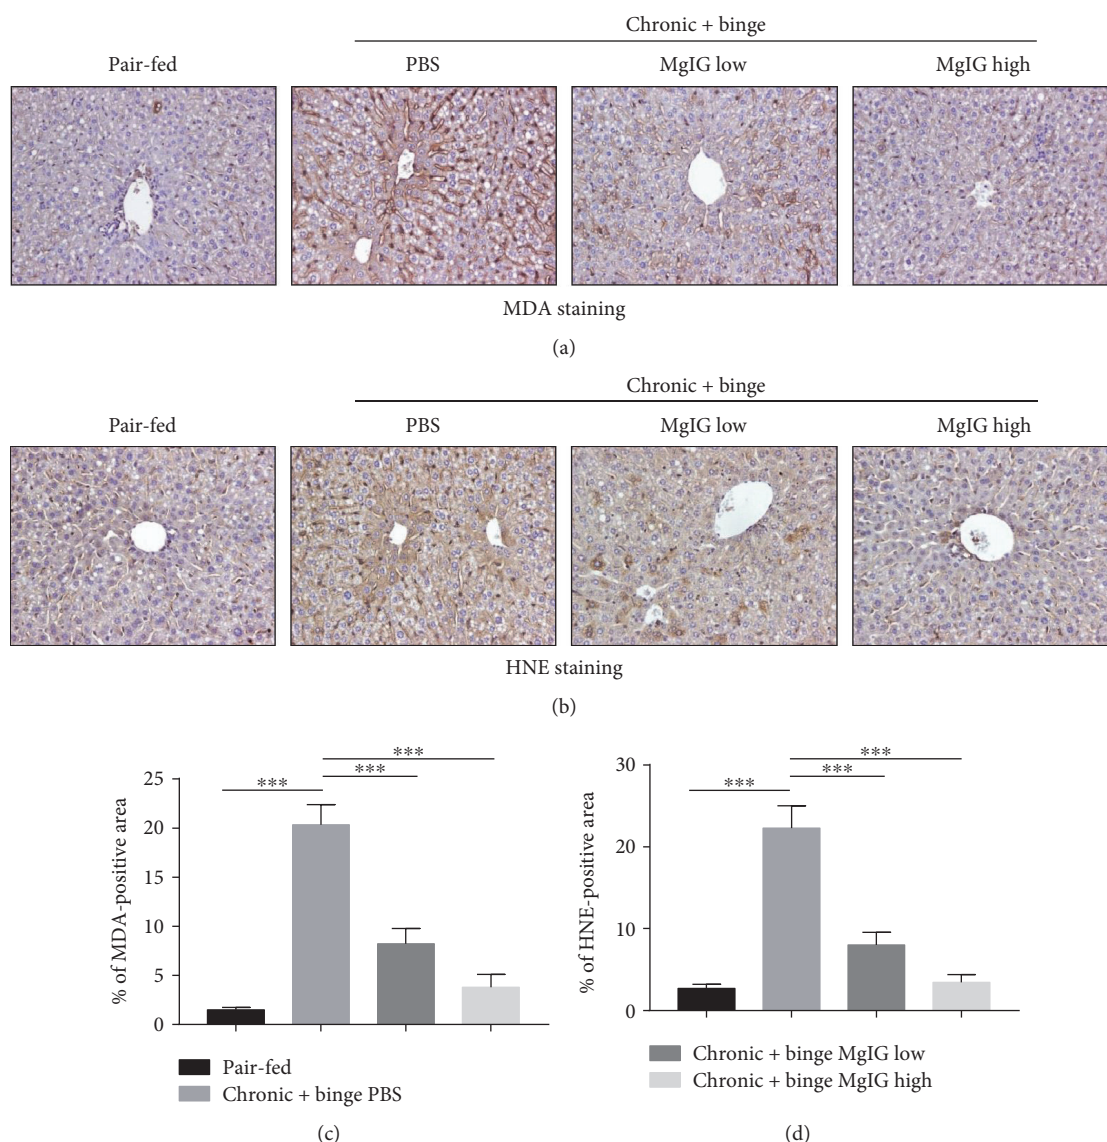 Chronic + binge
Pair-fed PBS MgIG low MgIG high
MDA staining
(a)
Chronic + binge
Pair-fed PBS MgIG low MgIG high
HNE staining
(b)
% of MDA-positive area
25
20
15
10
5
0
***
***
***
Pair-fed
Chronic + binge PBS
(c)
% of HNE-positive area
30
20
10
0
***
***
***
Chronic + binge MgIG low
Chronic + binge MgIG high
(d)